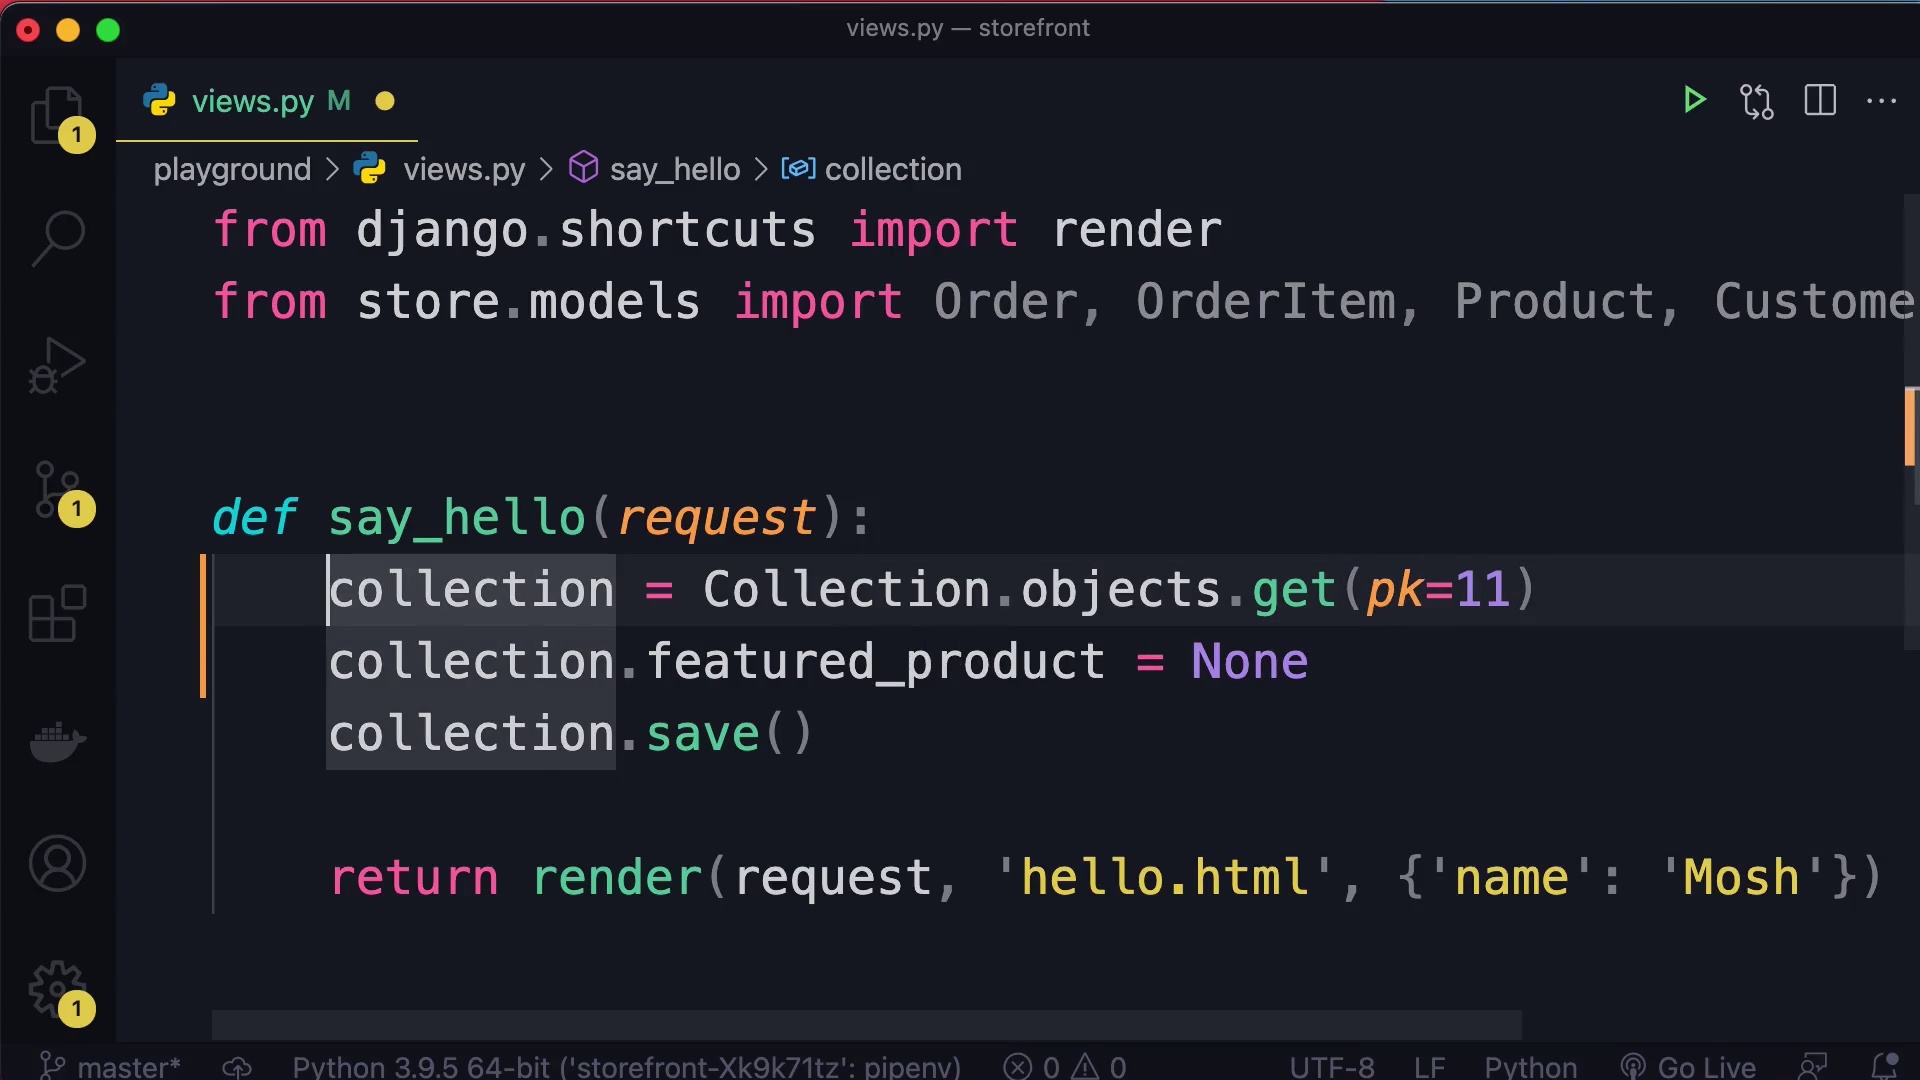 views.py — storefront
views.py M
playground > views.py > say_hello > collection
from django.shortcuts import render
from store.models import Order, OrderItem, Product, Custome
def say_hello(request):
collection = Collection.objects.get(pk=11)
collection.featured_product = None
collection.save()
return render(request, 'hello.html', {'name': 'Mosh'})
1
1
1
master* Python 3.9.5 64-bit ('storefront-Xk9k71tz': pipenv) 0 0 UTF-8 LF Python Go Live